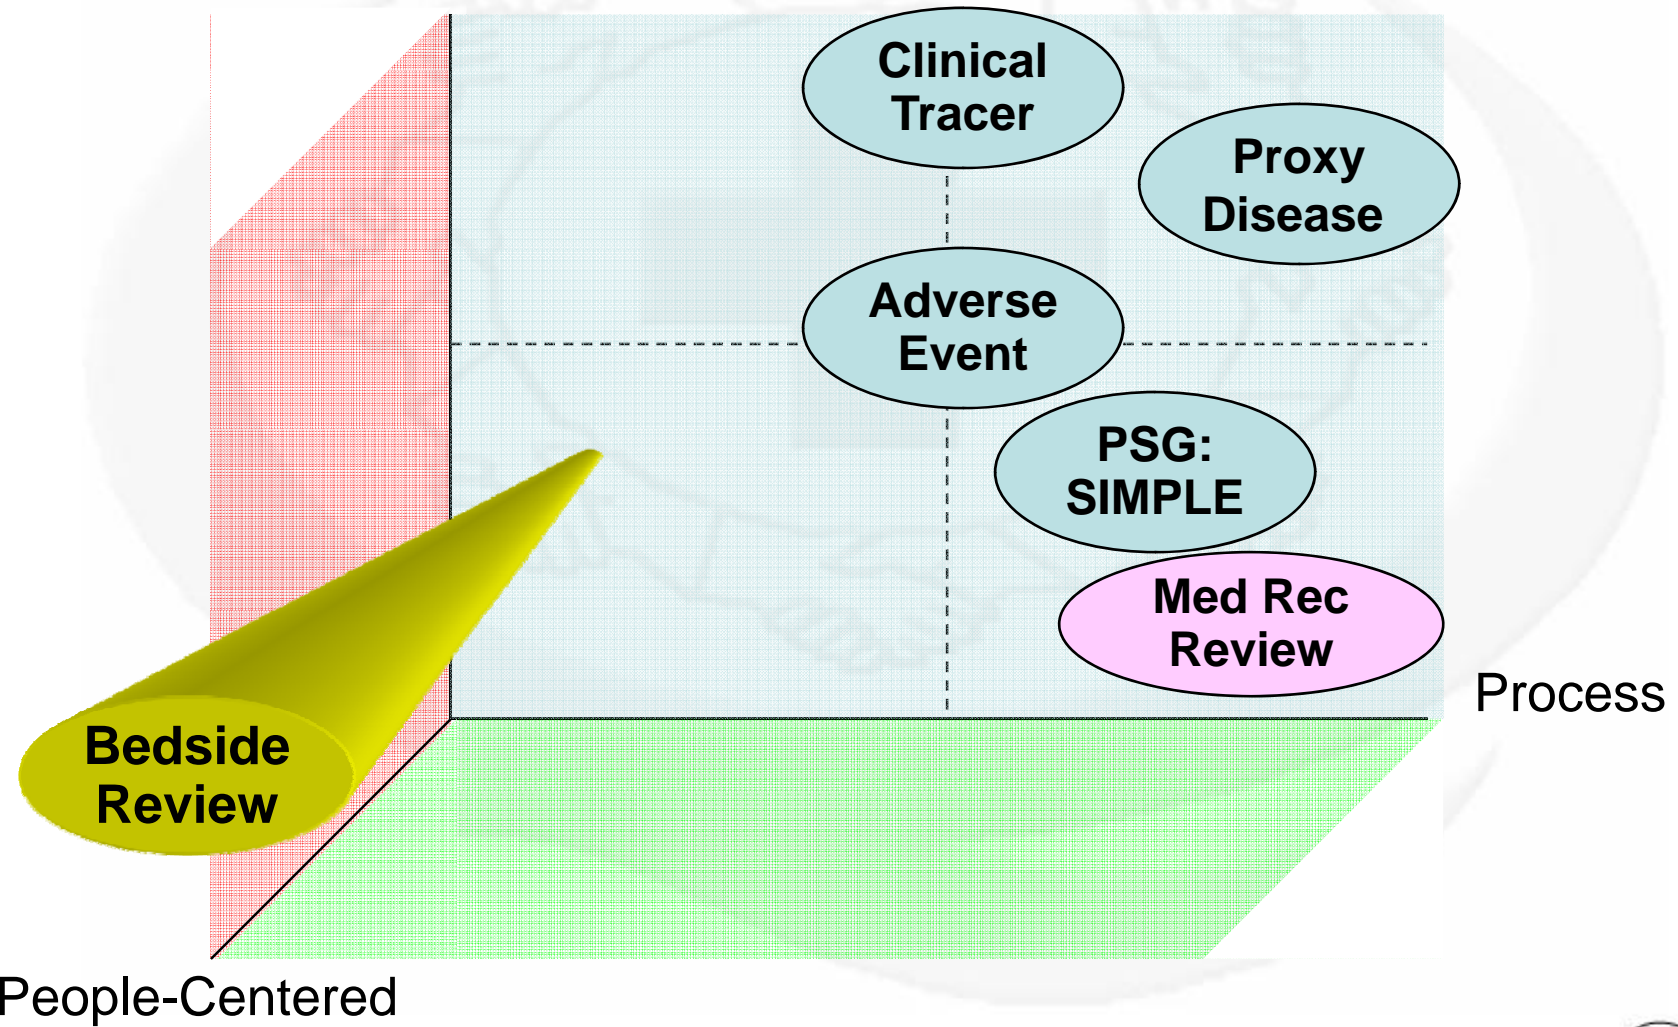 Clinical
Tracer
Proxy
Disease
Adverse
Event
PSG:
SIMPLE
Med Rec
Review
Process
Bedside
Review
People-Centered